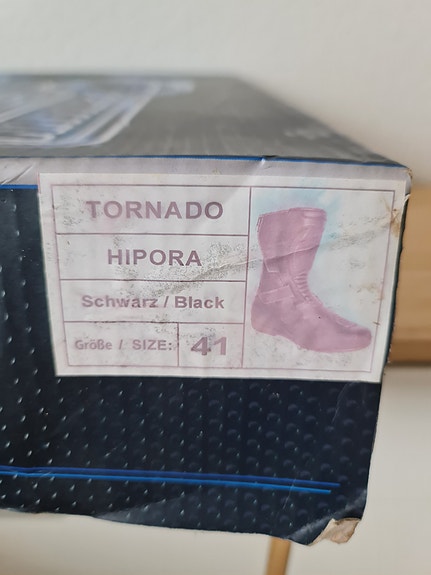 TORNADO
HIPORA
Schwarz / Black
Größe / SIZE: 41